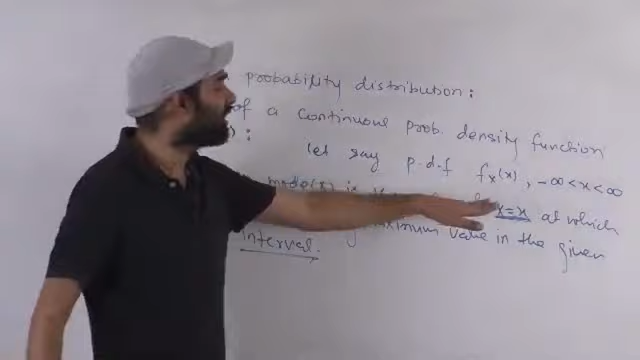 probability distribution:
of a continuous prob. density function
):
let say p.d.f fx(x), -∞<x<∞
mode(s) is X=x at which
maximum value in the given
interval.